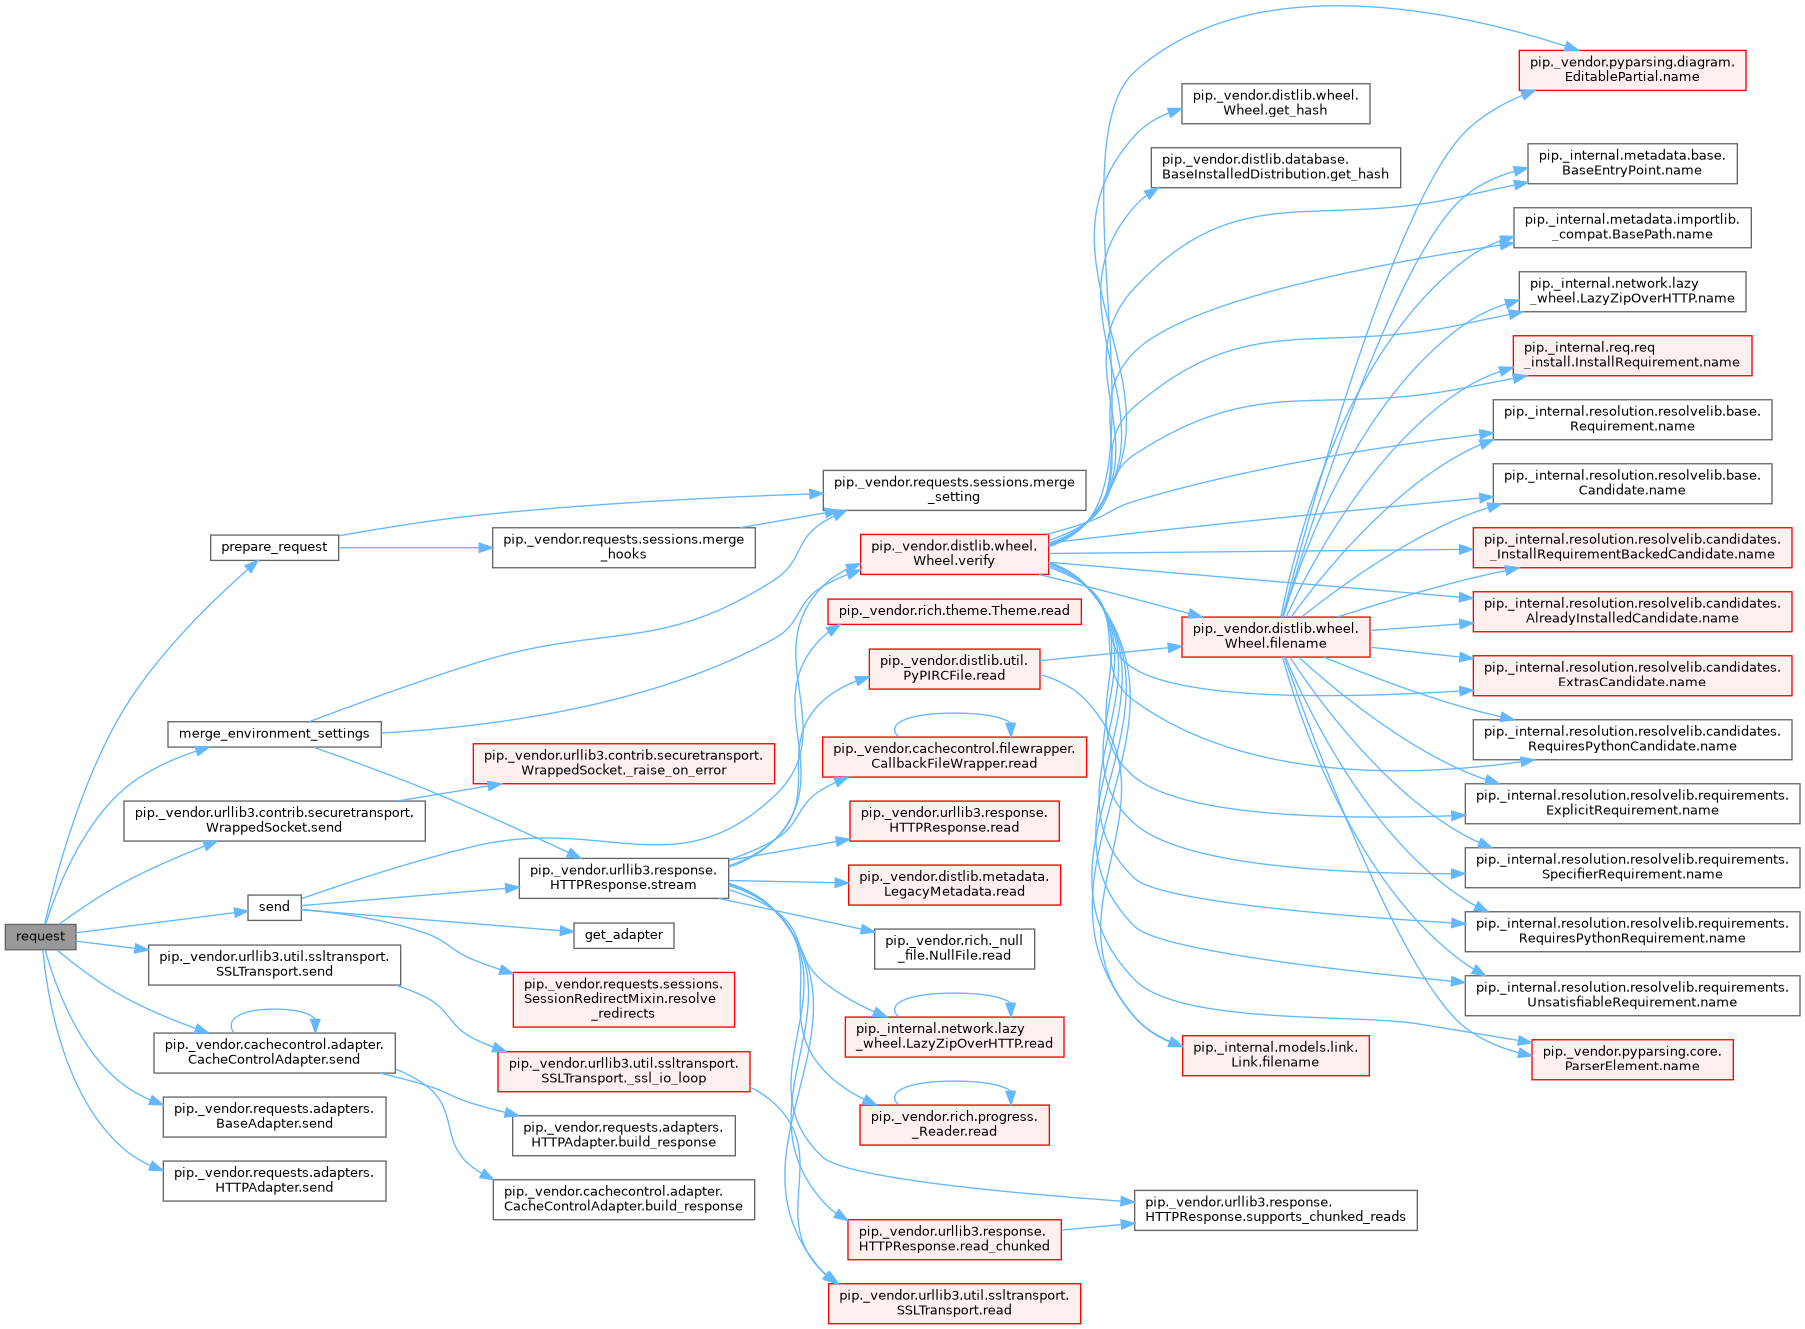 request
prepare_request
merge_environment_settings
pip._vendor.urllib3.contrib.securetransport.
WrappedSocket.send
send
pip._vendor.urllib3.util.ssltransport.
SSLTransport.send
pip._vendor.cachecontrol.adapter.
CacheControlAdapter.send
pip._vendor.requests.adapters.
BaseAdapter.send
pip._vendor.requests.adapters.
HTTPAdapter.send
pip._vendor.requests.sessions.merge
_hooks
pip._vendor.urllib3.contrib.securetransport.
WrappedSocket._raise_on_error
pip._vendor.urllib3.response.
HTTPResponse.stream
get_adapter
pip._vendor.requests.sessions.
SessionRedirectMixin.resolve
_redirects
pip._vendor.urllib3.util.ssltransport.
SSLTransport._ssl_io_loop
pip._vendor.requests.adapters.
HTTPAdapter.build_response
pip._vendor.cachecontrol.adapter.
CacheControlAdapter.build_response
pip._vendor.requests.sessions.merge
_setting
pip._vendor.distlib.wheel.
Wheel.verify
pip._vendor.rich.theme.Theme.read
pip._vendor.distlib.util.
PyPIRCFile.read
pip._vendor.cachecontrol.filewrapper.
CallbackFileWrapper.read
pip._vendor.urllib3.response.
HTTPResponse.read
pip._vendor.distlib.metadata.
LegacyMetadata.read
pip._vendor.rich._null
_file.NullFile.read
pip._internal.network.lazy
_wheel.LazyZipOverHTTP.read
pip._vendor.rich.progress.
_Reader.read
pip._vendor.urllib3.response.
HTTPResponse.read_chunked
pip._vendor.urllib3.util.ssltransport.
SSLTransport.read
pip._vendor.distlib.wheel.
Wheel.get_hash
pip._vendor.distlib.database.
BaseInstalledDistribution.get_hash
pip._vendor.distlib.wheel.
Wheel.filename
pip._internal.models.link.
Link.filename
pip._vendor.urllib3.response.
HTTPResponse.supports_chunked_reads
pip._vendor.pyparsing.diagram.
EditablePartial.name
pip._internal.metadata.base.
BaseEntryPoint.name
pip._internal.metadata.importlib.
_compat.BasePath.name
pip._internal.network.lazy
_wheel.LazyZipOverHTTP.name
pip._internal.req.req
_install.InstallRequirement.name
pip._internal.resolution.resolvelib.base.
Requirement.name
pip._internal.resolution.resolvelib.base.
Candidate.name
pip._internal.resolution.resolvelib.candidates.
_InstallRequirementBackedCandidate.name
pip._internal.resolution.resolvelib.candidates.
AlreadyInstalledCandidate.name
pip._internal.resolution.resolvelib.candidates.
ExtrasCandidate.name
pip._internal.resolution.resolvelib.candidates.
RequiresPythonCandidate.name
pip._internal.resolution.resolvelib.requirements.
ExplicitRequirement.name
pip._internal.resolution.resolvelib.requirements.
SpecifierRequirement.name
pip._internal.resolution.resolvelib.requirements.
RequiresPythonRequirement.name
pip._internal.resolution.resolvelib.requirements.
UnsatisfiableRequirement.name
pip._vendor.pyparsing.core.
ParserElement.name